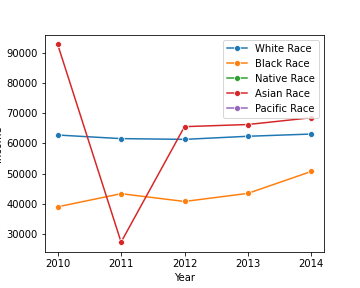 90000
80000
70000
60000
50000
40000
30000
2010
2011
2012
2013
2014
Year
White Race
Black Race
Native Race
Asian Race
Pacific Race